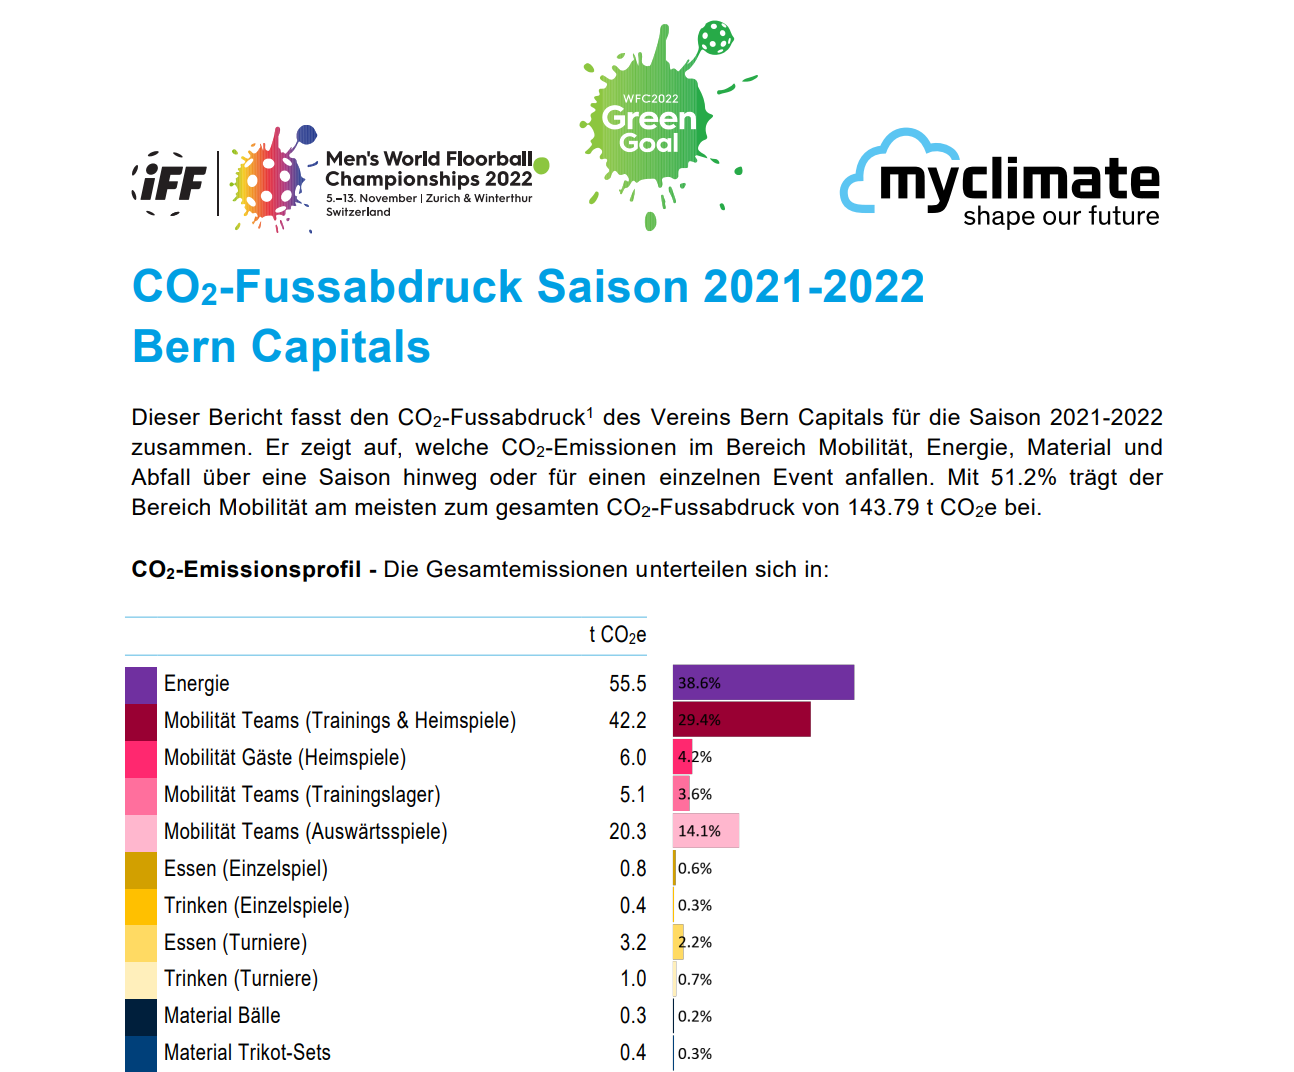 iFF
Men's World Floorball
Championships 2022
5.–13. November | Zurich & Winterthur
Switzerland
WFC2022
Green
Goal
myclimate
shape our future
CO₂-Fussabdruck Saison 2021-2022
Bern Capitals
Dieser Bericht fasst den CO₂-Fussabdruck¹ des Vereins Bern Capitals für die Saison 2021-2022
zusammen. Er zeigt auf, welche CO₂-Emissionen im Bereich Mobilität, Energie, Material und
Abfall über eine Saison hinweg oder für einen einzelnen Event anfallen. Mit 51.2% trägt der
Bereich Mobilität am meisten zum gesamten CO₂-Fussabdruck von 143.79 t CO₂e bei.
CO₂-Emissionsprofil - Die Gesamtemissionen unterteilen sich in:
t CO₂e
Energie 55.5 38.6%
Mobilität Teams (Trainings & Heimspiele) 42.2 29.4%
Mobilität Gäste (Heimspiele) 6.0 4.2%
Mobilität Teams (Trainingslager) 5.1 3.6%
Mobilität Teams (Auswärtsspiele) 20.3 14.1%
Essen (Einzelspiel) 0.8 0.6%
Trinken (Einzelspiele) 0.4 0.3%
Essen (Turniere) 3.2 2.2%
Trinken (Turniere) 1.0 0.7%
Material Bälle 0.3 0.2%
Material Trikot-Sets 0.4 0.3%